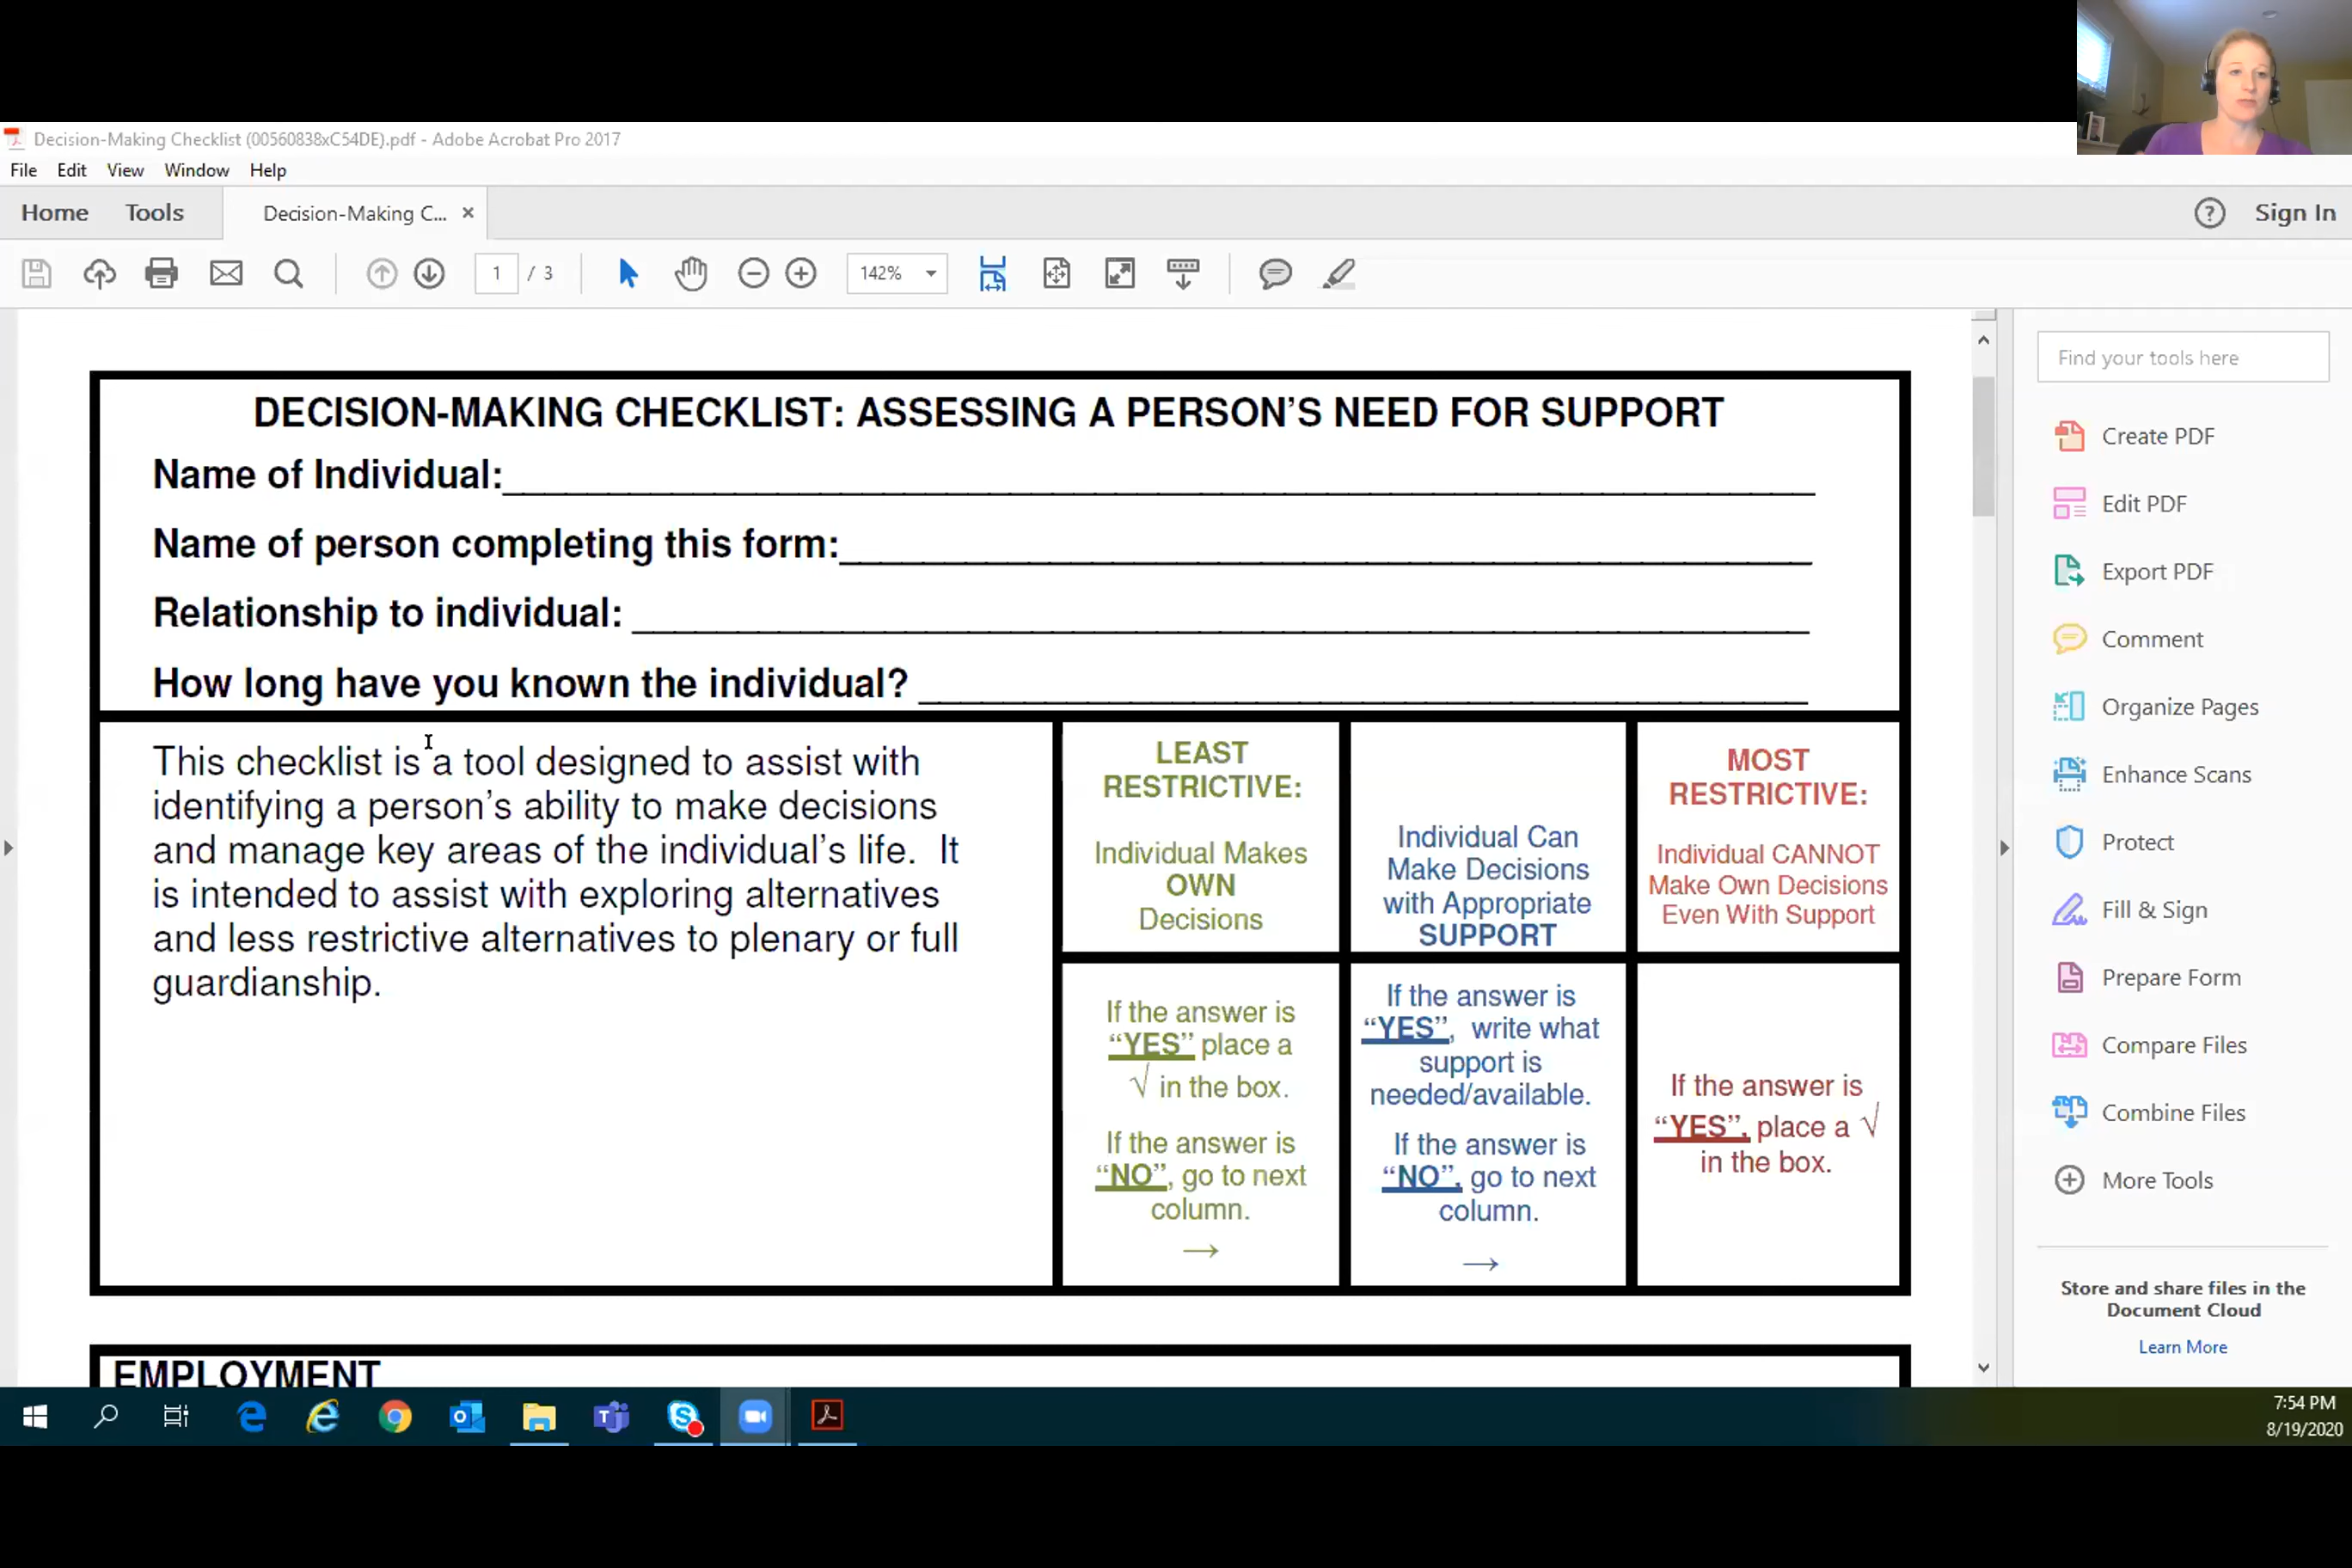 Decision-Making Checklist (00560838xC54DE).pdf - Adobe Acrobat Pro 2017
File Edit View Window Help
Home Tools Decision-Making C... × ? Sign In
1 / 3 142%
Find your tools here
Create PDF
Edit PDF
Export PDF
Comment
Organize Pages
Enhance Scans
Protect
Fill & Sign
Prepare Form
Compare Files
Combine Files
More Tools
Store and share files in the
Document Cloud
Learn More
DECISION-MAKING CHECKLIST: ASSESSING A PERSON’S NEED FOR SUPPORT
Name of Individual:
Name of person completing this form:
Relationship to individual:
How long have you known the individual?
This checklist is a tool designed to assist with
identifying a person’s ability to make decisions
and manage key areas of the individual’s life. It
is intended to assist with exploring alternatives
and less restrictive alternatives to plenary or full
guardianship.
LEAST
RESTRICTIVE:
Individual Makes
OWN
Decisions
Individual Can
Make Decisions
with Appropriate
SUPPORT
MOST
RESTRICTIVE:
Individual CANNOT
Make Own Decisions
Even With Support
If the answer is
“YES” place a
√ in the box.
If the answer is
“NO”, go to next
column.
→
If the answer is
“YES”, write what
support is
needed/available.
If the answer is
“NO”, go to next
column.
→
If the answer is
“YES”, place a √
in the box.
EMPLOYMENT
7:54 PM
8/19/2020